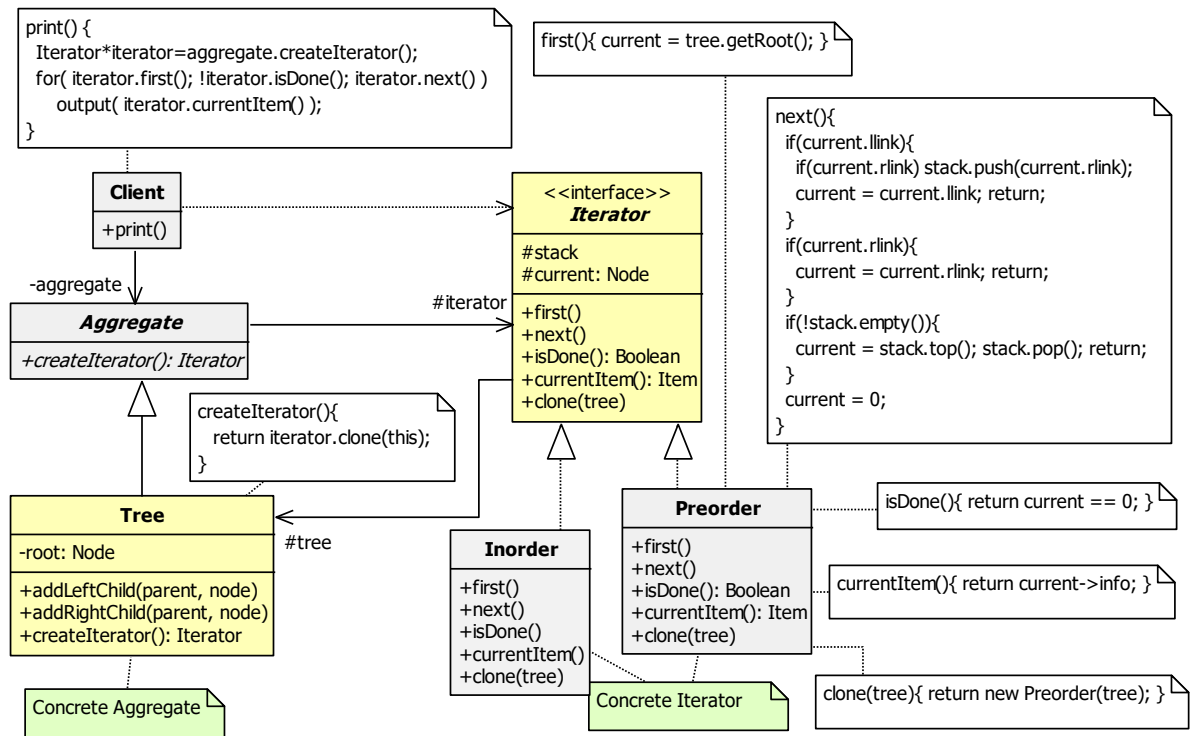 print() {
Iterator*iterator=aggregate.createIterator();
for( iterator.first(); !iterator.isDone(); iterator.next() )
output( iterator.currentItem() );
}
first(){ current = tree.getRoot(); }
next(){
if(current.llink){
if(current.rlink) stack.push(current.rlink);
current = current.llink; return;
}
if(current.rlink){
current = current.rlink; return;
}
if(!stack.empty()){
current = stack.top(); stack.pop(); return;
}
current = 0;
}
Client
+print()
-aggregate
<<interface>>
Iterator
#stack
#current: Node
+first()
+next()
+isDone(): Boolean
+currentItem(): Item
+clone(tree)
#iterator
Aggregate
+createIterator(): Iterator
createIterator(){
return iterator.clone(this);
}
Tree
-root: Node
+addLeftChild(parent, node)
+addRightChild(parent, node)
+createIterator(): Iterator
#tree
Inorder
+first()
+next()
+isDone()
+currentItem()
+clone(tree)
Preorder
+first()
+next()
+isDone(): Boolean
+currentItem(): Item
+clone(tree)
isDone(){ return current == 0; }
currentItem(){ return current->info; }
clone(tree){ return new Preorder(tree); }
Concrete Aggregate
Concrete Iterator